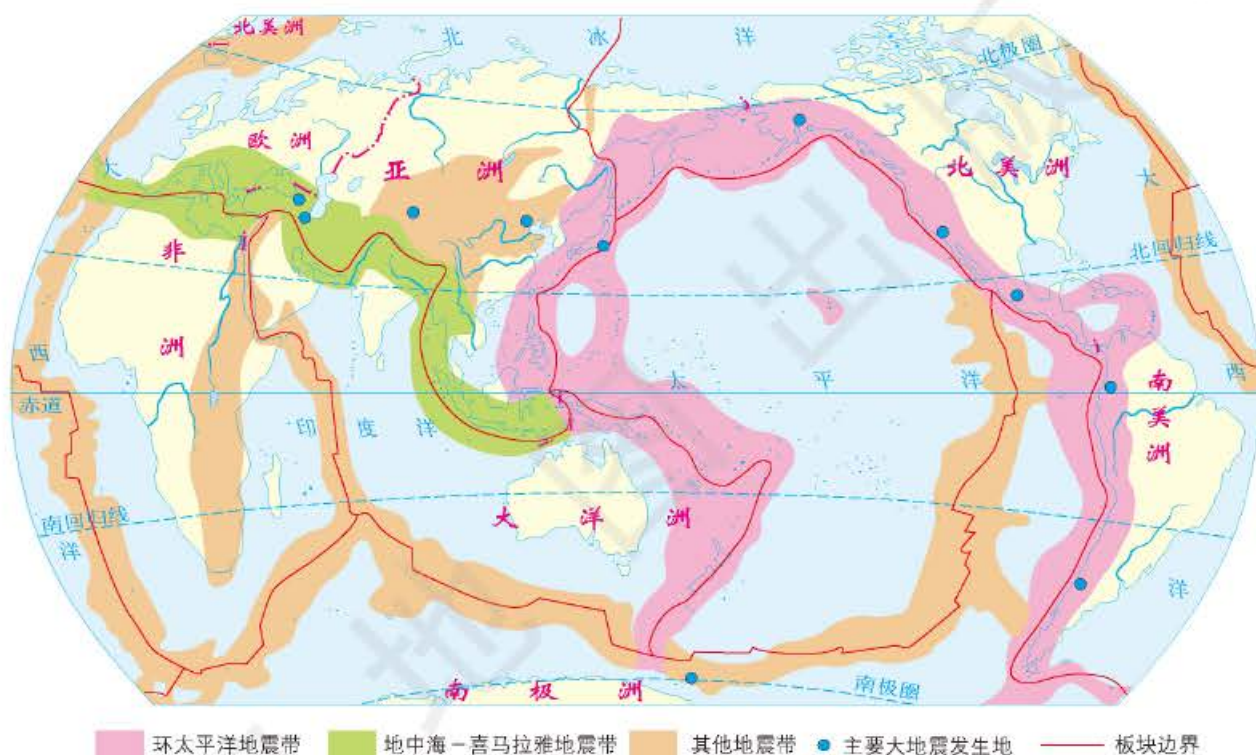 北美洲
北 冰 洋
北极圈
欧 洲
亚 洲
北 美 洲
大
大
非
洲
北回归线
西
赤道
印 度 洋
太 平 洋
西
南美洲
南回归线
洋
大 洋 洲
洋
南 极 洲
南极圈
环太平洋地震带 地中海－喜马拉雅地震带 其他地震带 主要大地震发生地 板块边界